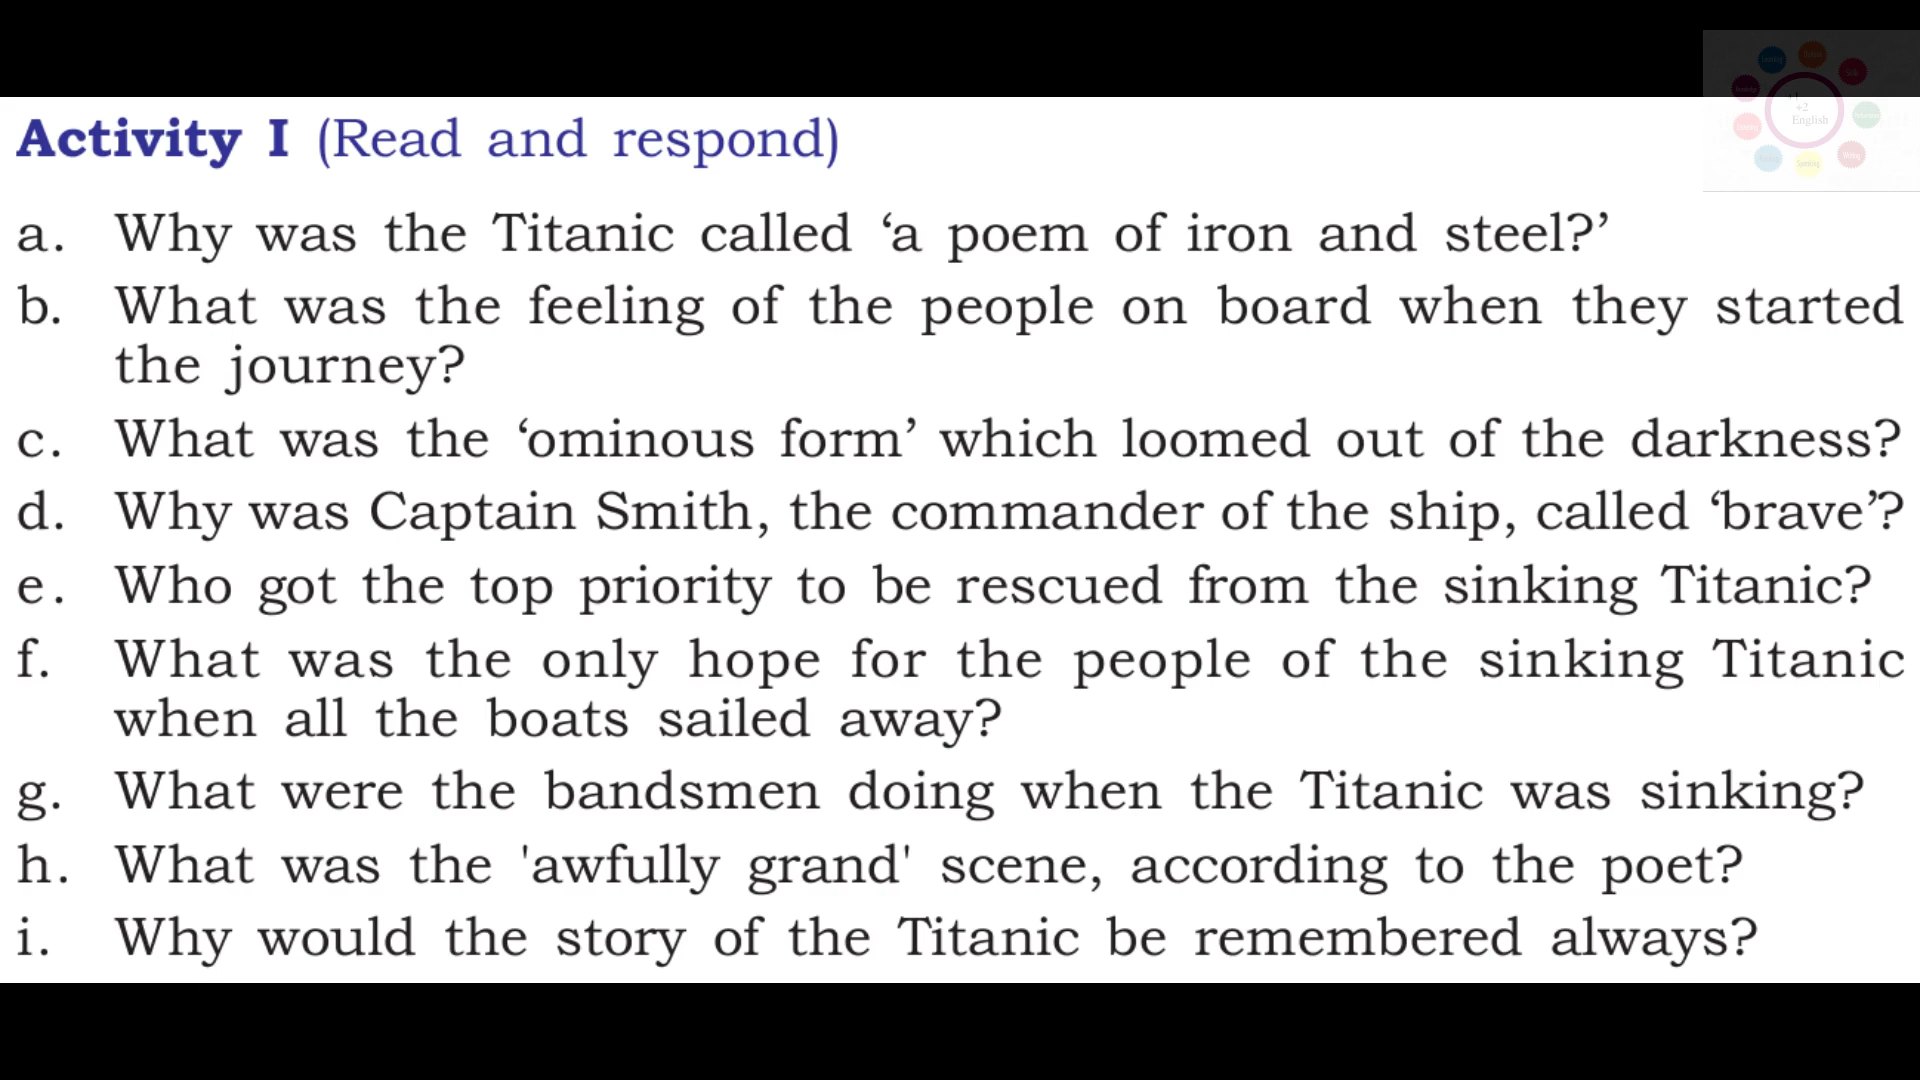 +1
+2
English
Activity I (Read and respond)
a. Why was the Titanic called ‘a poem of iron and steel?’
b. What was the feeling of the people on board when they started
the journey?
c. What was the ‘ominous form’ which loomed out of the darkness?
d. Why was Captain Smith, the commander of the ship, called ‘brave’?
e. Who got the top priority to be rescued from the sinking Titanic?
f. What was the only hope for the people of the sinking Titanic
when all the boats sailed away?
g. What were the bandsmen doing when the Titanic was sinking?
h. What was the 'awfully grand' scene, according to the poet?
i. Why would the story of the Titanic be remembered always?